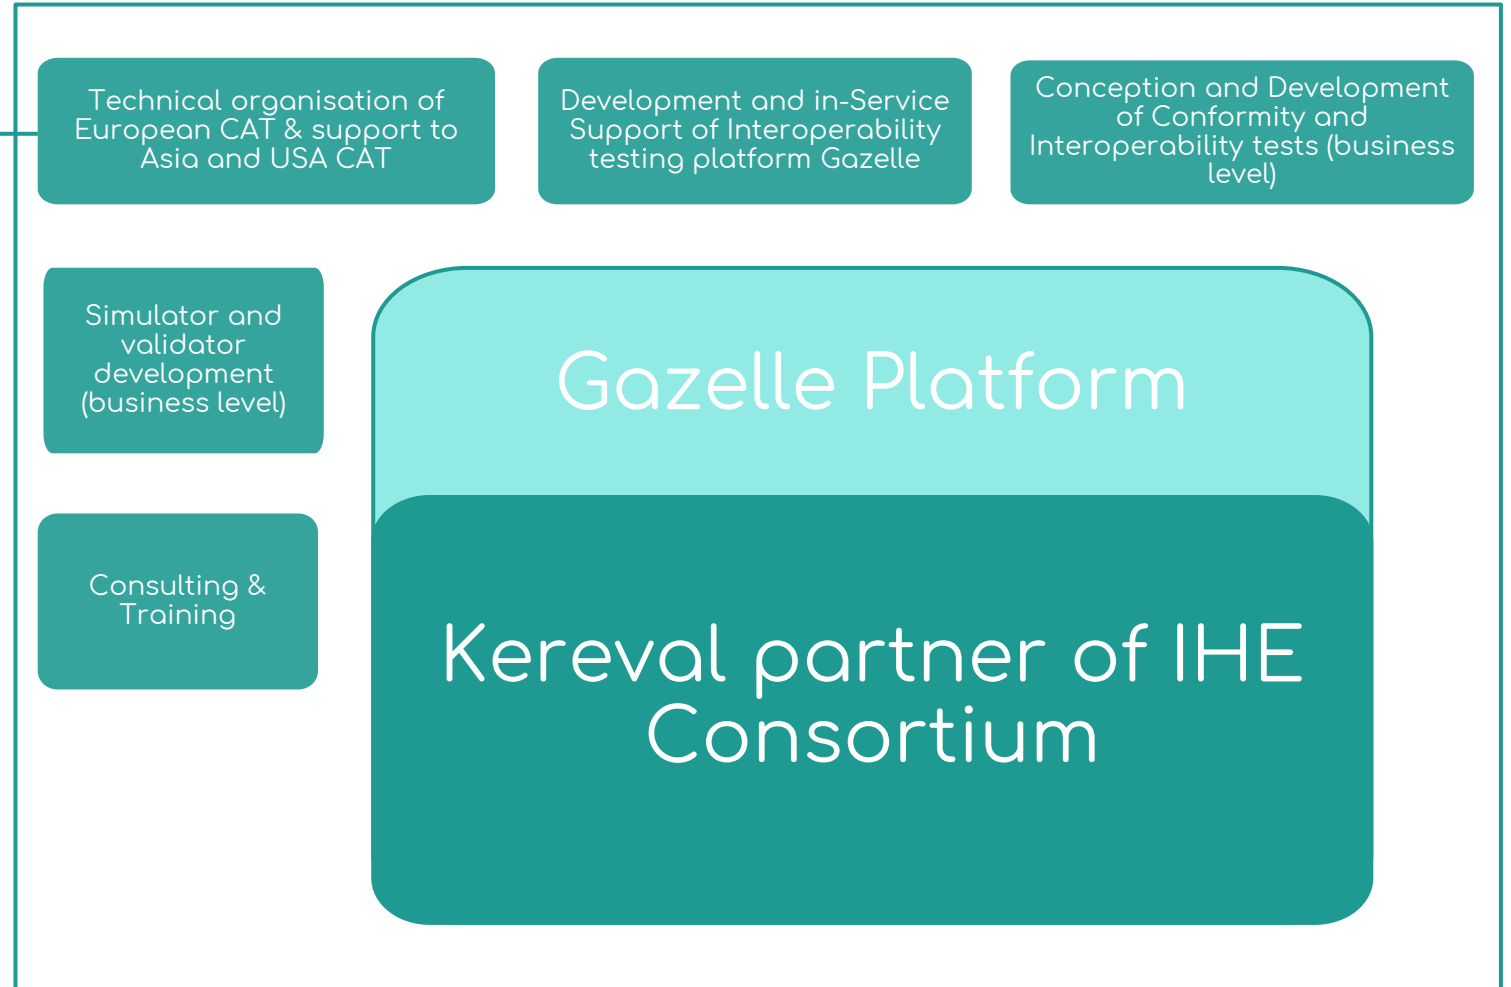 Technical organisation of
European CAT & support to
Asia and USA CAT
Development and in-Service
Support of Interoperability
testing platform Gazelle
Conception and Development
of Conformity and
Interoperability tests (business
level)
Simulator and
validator
development
(business level)
Gazelle Platform
Consulting &
Training
Kereval partner of IHE
Consortium